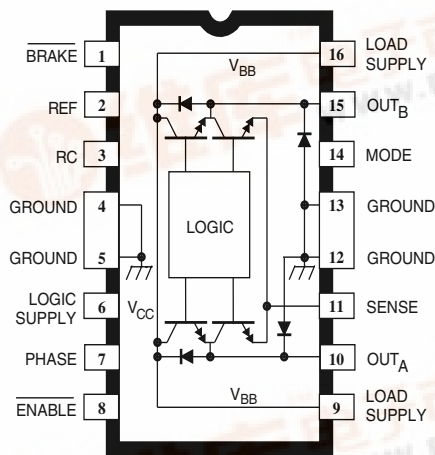 BRAKE 1
REF 2
RC 3
GROUND 4
GROUND 5
LOGIC
SUPPLY 6
PHASE 7
ENABLE 8
V_BB
LOGIC
V_CC
V_BB
16 LOAD
SUPPLY
15 OUT_B
14 MODE
13 GROUND
12 GROUND
11 SENSE
10 OUT_A
9 LOAD
SUPPLY